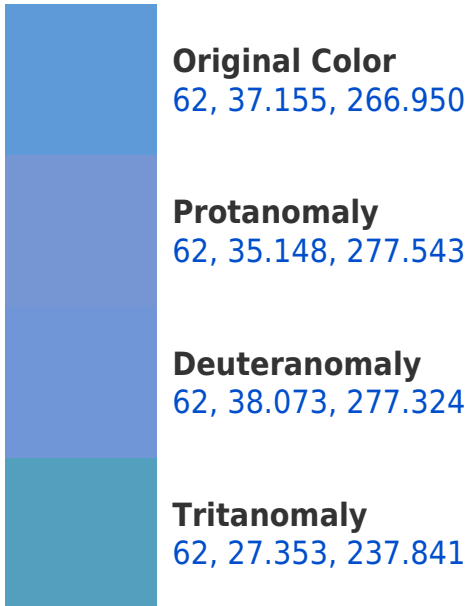 Original Color
62, 37.155, 266.950
Protanomaly
62, 35.148, 277.543
Deuteranomaly
62, 38.073, 277.324
Tritanomaly
62, 27.353, 237.841